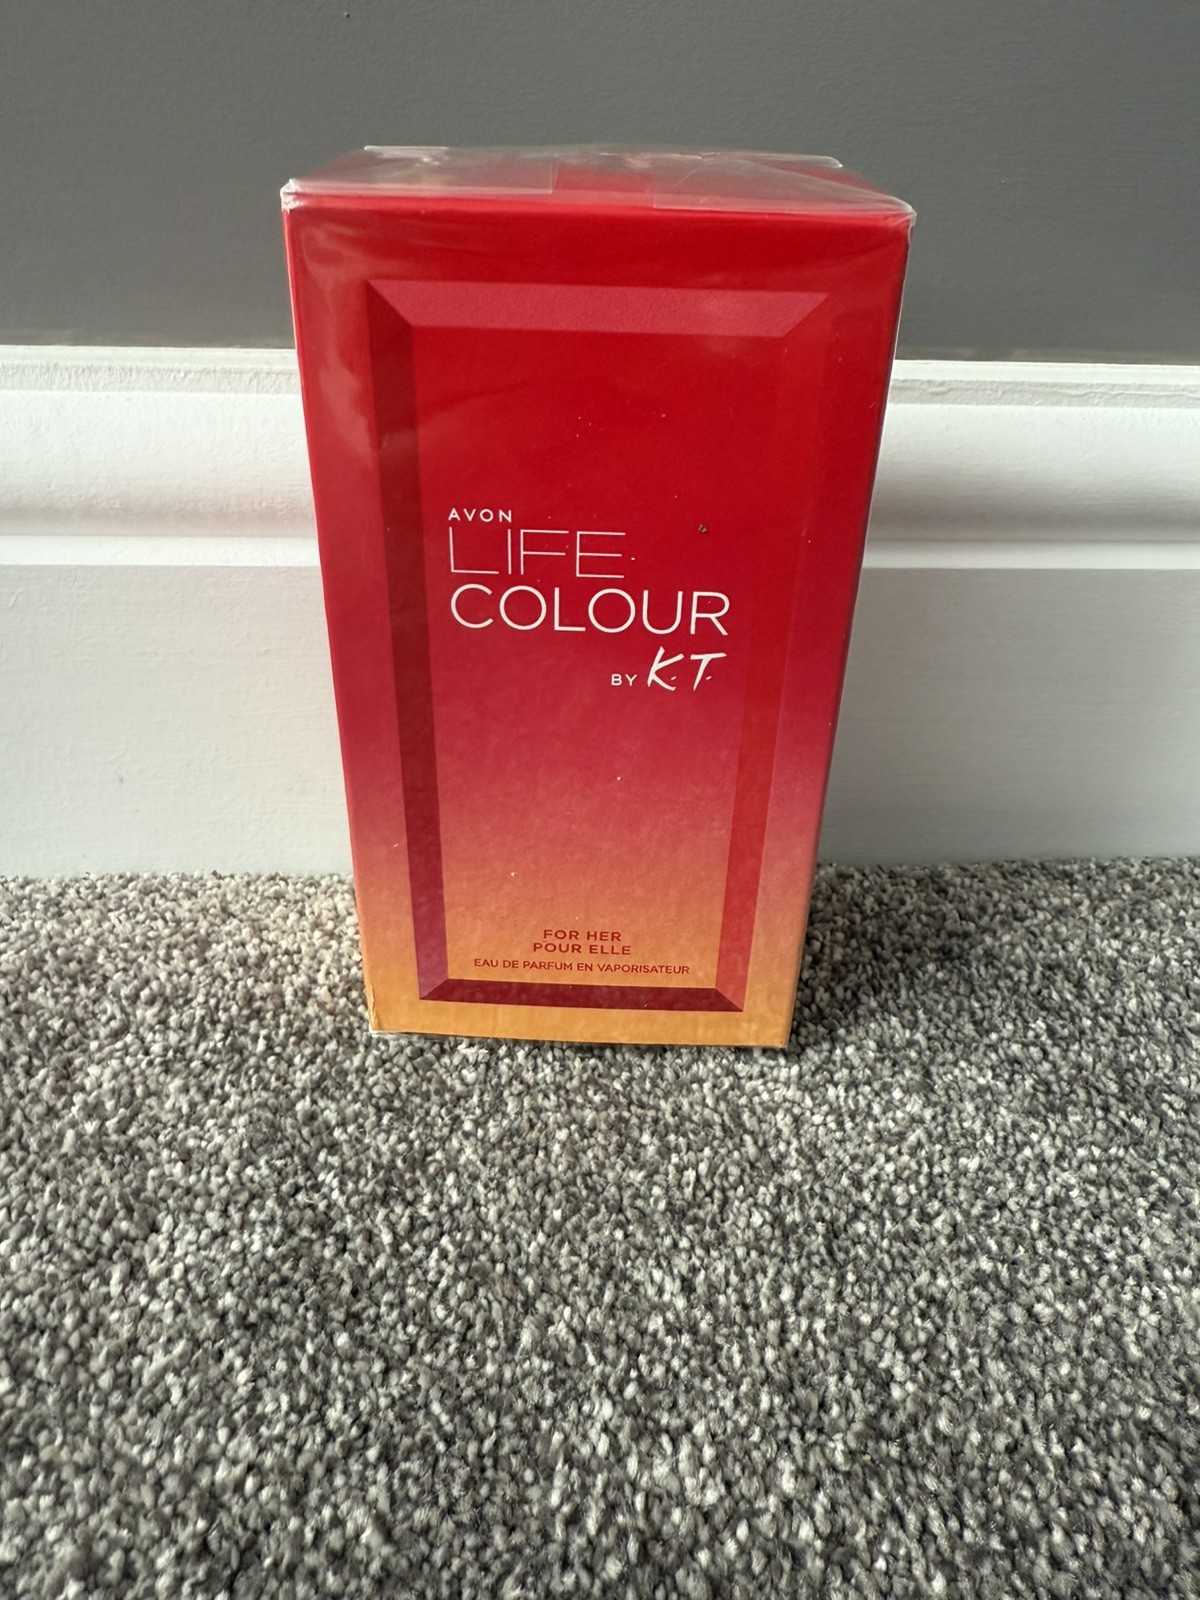 AVON
LIFE
COLOUR
BY K.T.
FOR HER
POUR ELLE
EAU DE PARFUM EN VAPORISATEUR